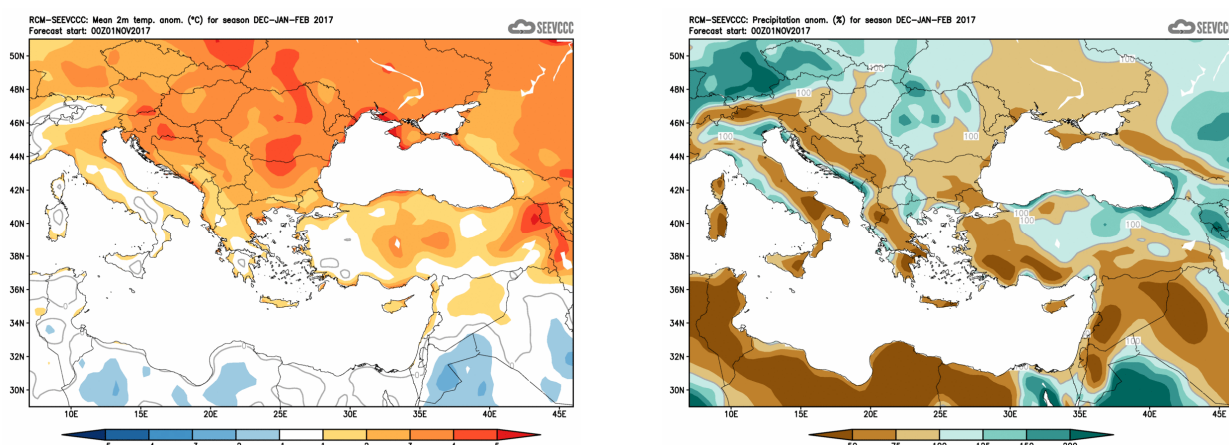 RCM-SEEVCCC: Mean 2m temp. anom. (°C) for season DEC-JAN-FEB 2017
Forecast start: 00Z01NOV2017
SEEVCCC
50N
48N
46N
44N
42N
40N
38N
36N
34N
32N
30N
10E 15E 20E 25E 30E 35E 40E 45E
RCM-SEEVCCC: Precipitation anom. (%) for season DEC-JAN-FEB 2017
Forecast start: 00Z01NOV2017
SEEVCCC
50N
48N
46N
44N
42N
40N
38N
36N
34N
32N
30N
100
100
100
100
100
100
100
100
100
10E 15E 20E 25E 30E 35E 40E 45E